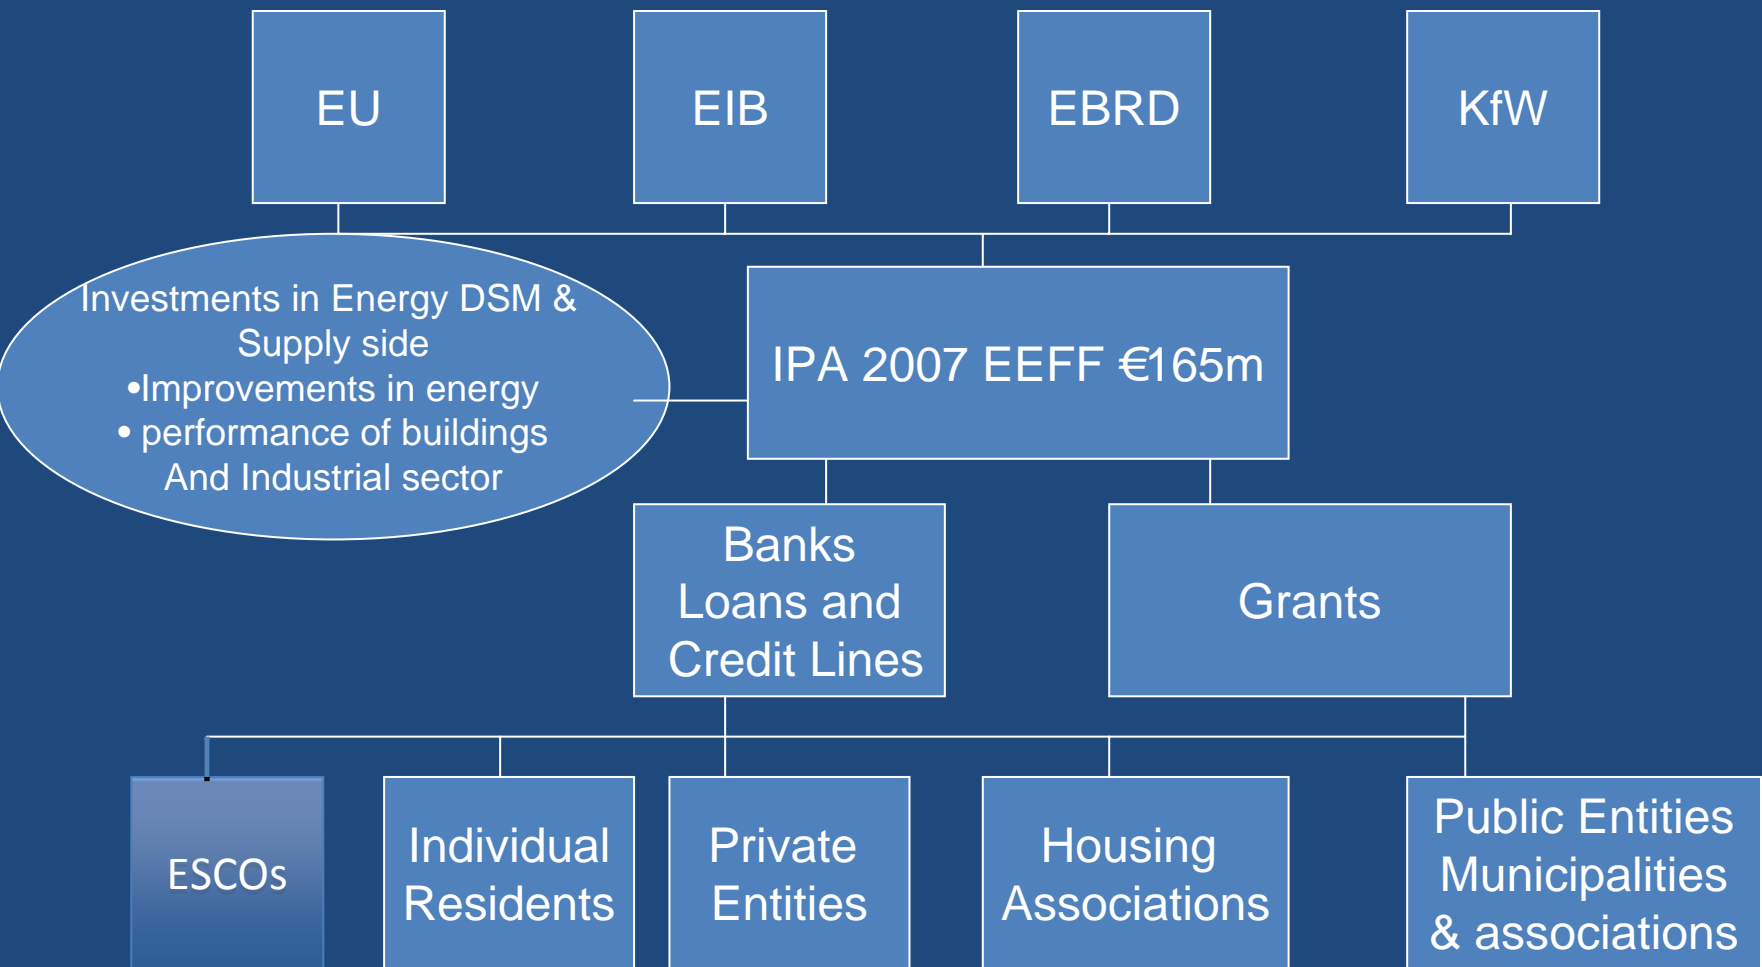 EU
EIB
EBRD
KfW
Investments in Energy DSM &
Supply side
•Improvements in energy
• performance of buildings
And Industrial sector
IPA 2007 EEFF €165m
Banks
Loans and
Credit Lines
Grants
ESCOs
Individual
Residents
Private
Entities
Housing
Associations
Public Entities
Municipalities
& associations